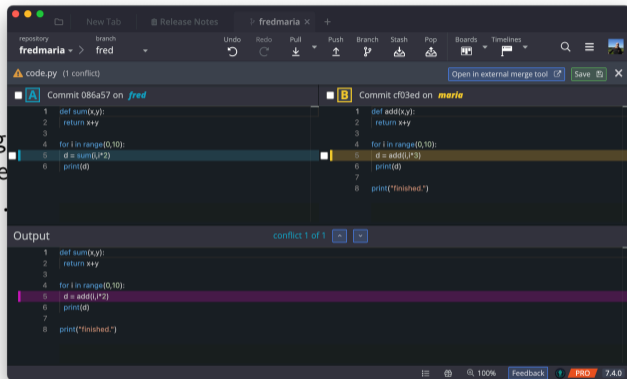 New Tab
Release Notes
fredmaria
repository
fredmaria
branch
fred
Undo
Redo
Pull
Push
Branch
Stash
Pop
Boards
Timelines
code.py (1 conflict)
Open in external merge tool
Save
A Commit 086a57 on fred
1 def sum(x,y):
2 return x+y
3
4 for i in range(0,10):
5 d = sum(i,i*2)
6 print(d)
B Commit cf03ed on maria
1 def add(x,y):
2 return x+y
3
4 for i in range(0,10):
5 d = add(i,i*3)
6 print(d)
7
8 print("finished.")
Output
conflict 1 of 1
1 def sum(x,y):
2 return x+y
3
4 for i in range(0,10):
5 d = add(i,i*2)
6 print(d)
7
8 print("finished.")
100%
Feedback
PRO
7.4.0